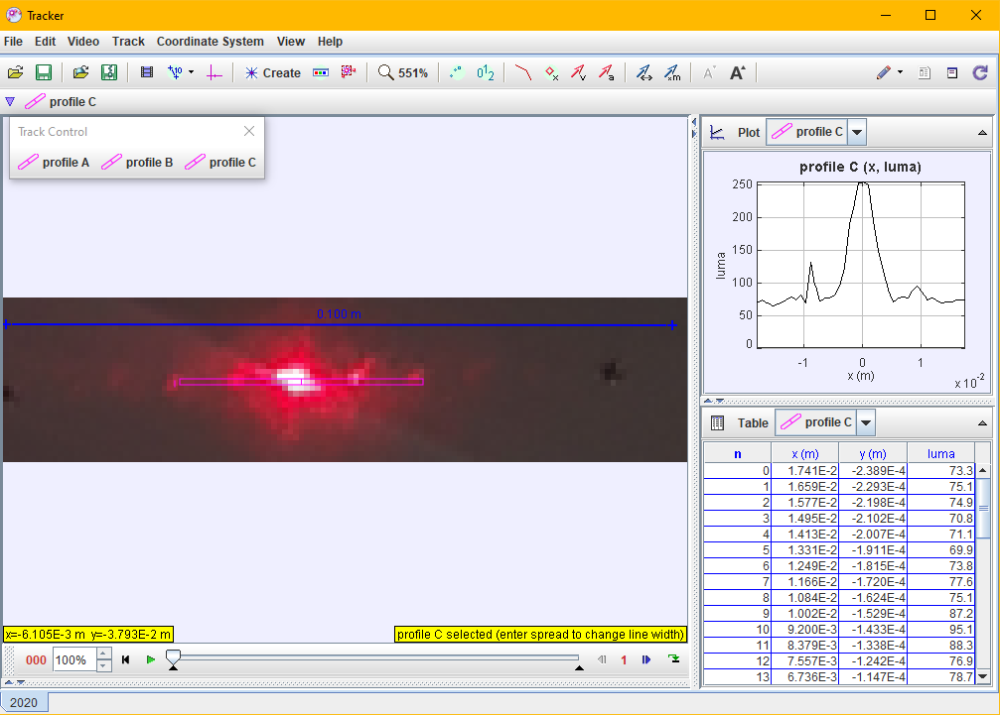 Tracker
File Edit Video Track Coordinate System View Help
Create 551%
profile C
Track Control
profile A profile B profile C
0.100 m
x=-6.105E-3 m y=-3.793E-2 m
profile C selected (enter spread to change line width)
000 100% 1
2020
Plot profile C
profile C (x, luma)
250
200
150
100
50
0
luma
-1 0 1
x (m)
x 10^-2
Table profile C
n x (m) y (m) luma
0 1.741E-2 -2.389E-4 73.3
1 1.659E-2 -2.293E-4 75.1
2 1.577E-2 -2.198E-4 74.9
3 1.495E-2 -2.102E-4 70.8
4 1.413E-2 -2.007E-4 71.1
5 1.331E-2 -1.911E-4 69.9
6 1.249E-2 -1.815E-4 73.8
7 1.166E-2 -1.720E-4 77.6
8 1.084E-2 -1.624E-4 75.1
9 1.002E-2 -1.529E-4 87.2
10 9.200E-3 -1.433E-4 95.1
11 8.379E-3 -1.338E-4 88.3
12 7.557E-3 -1.242E-4 76.9
13 6.736E-3 -1.147E-4 78.7